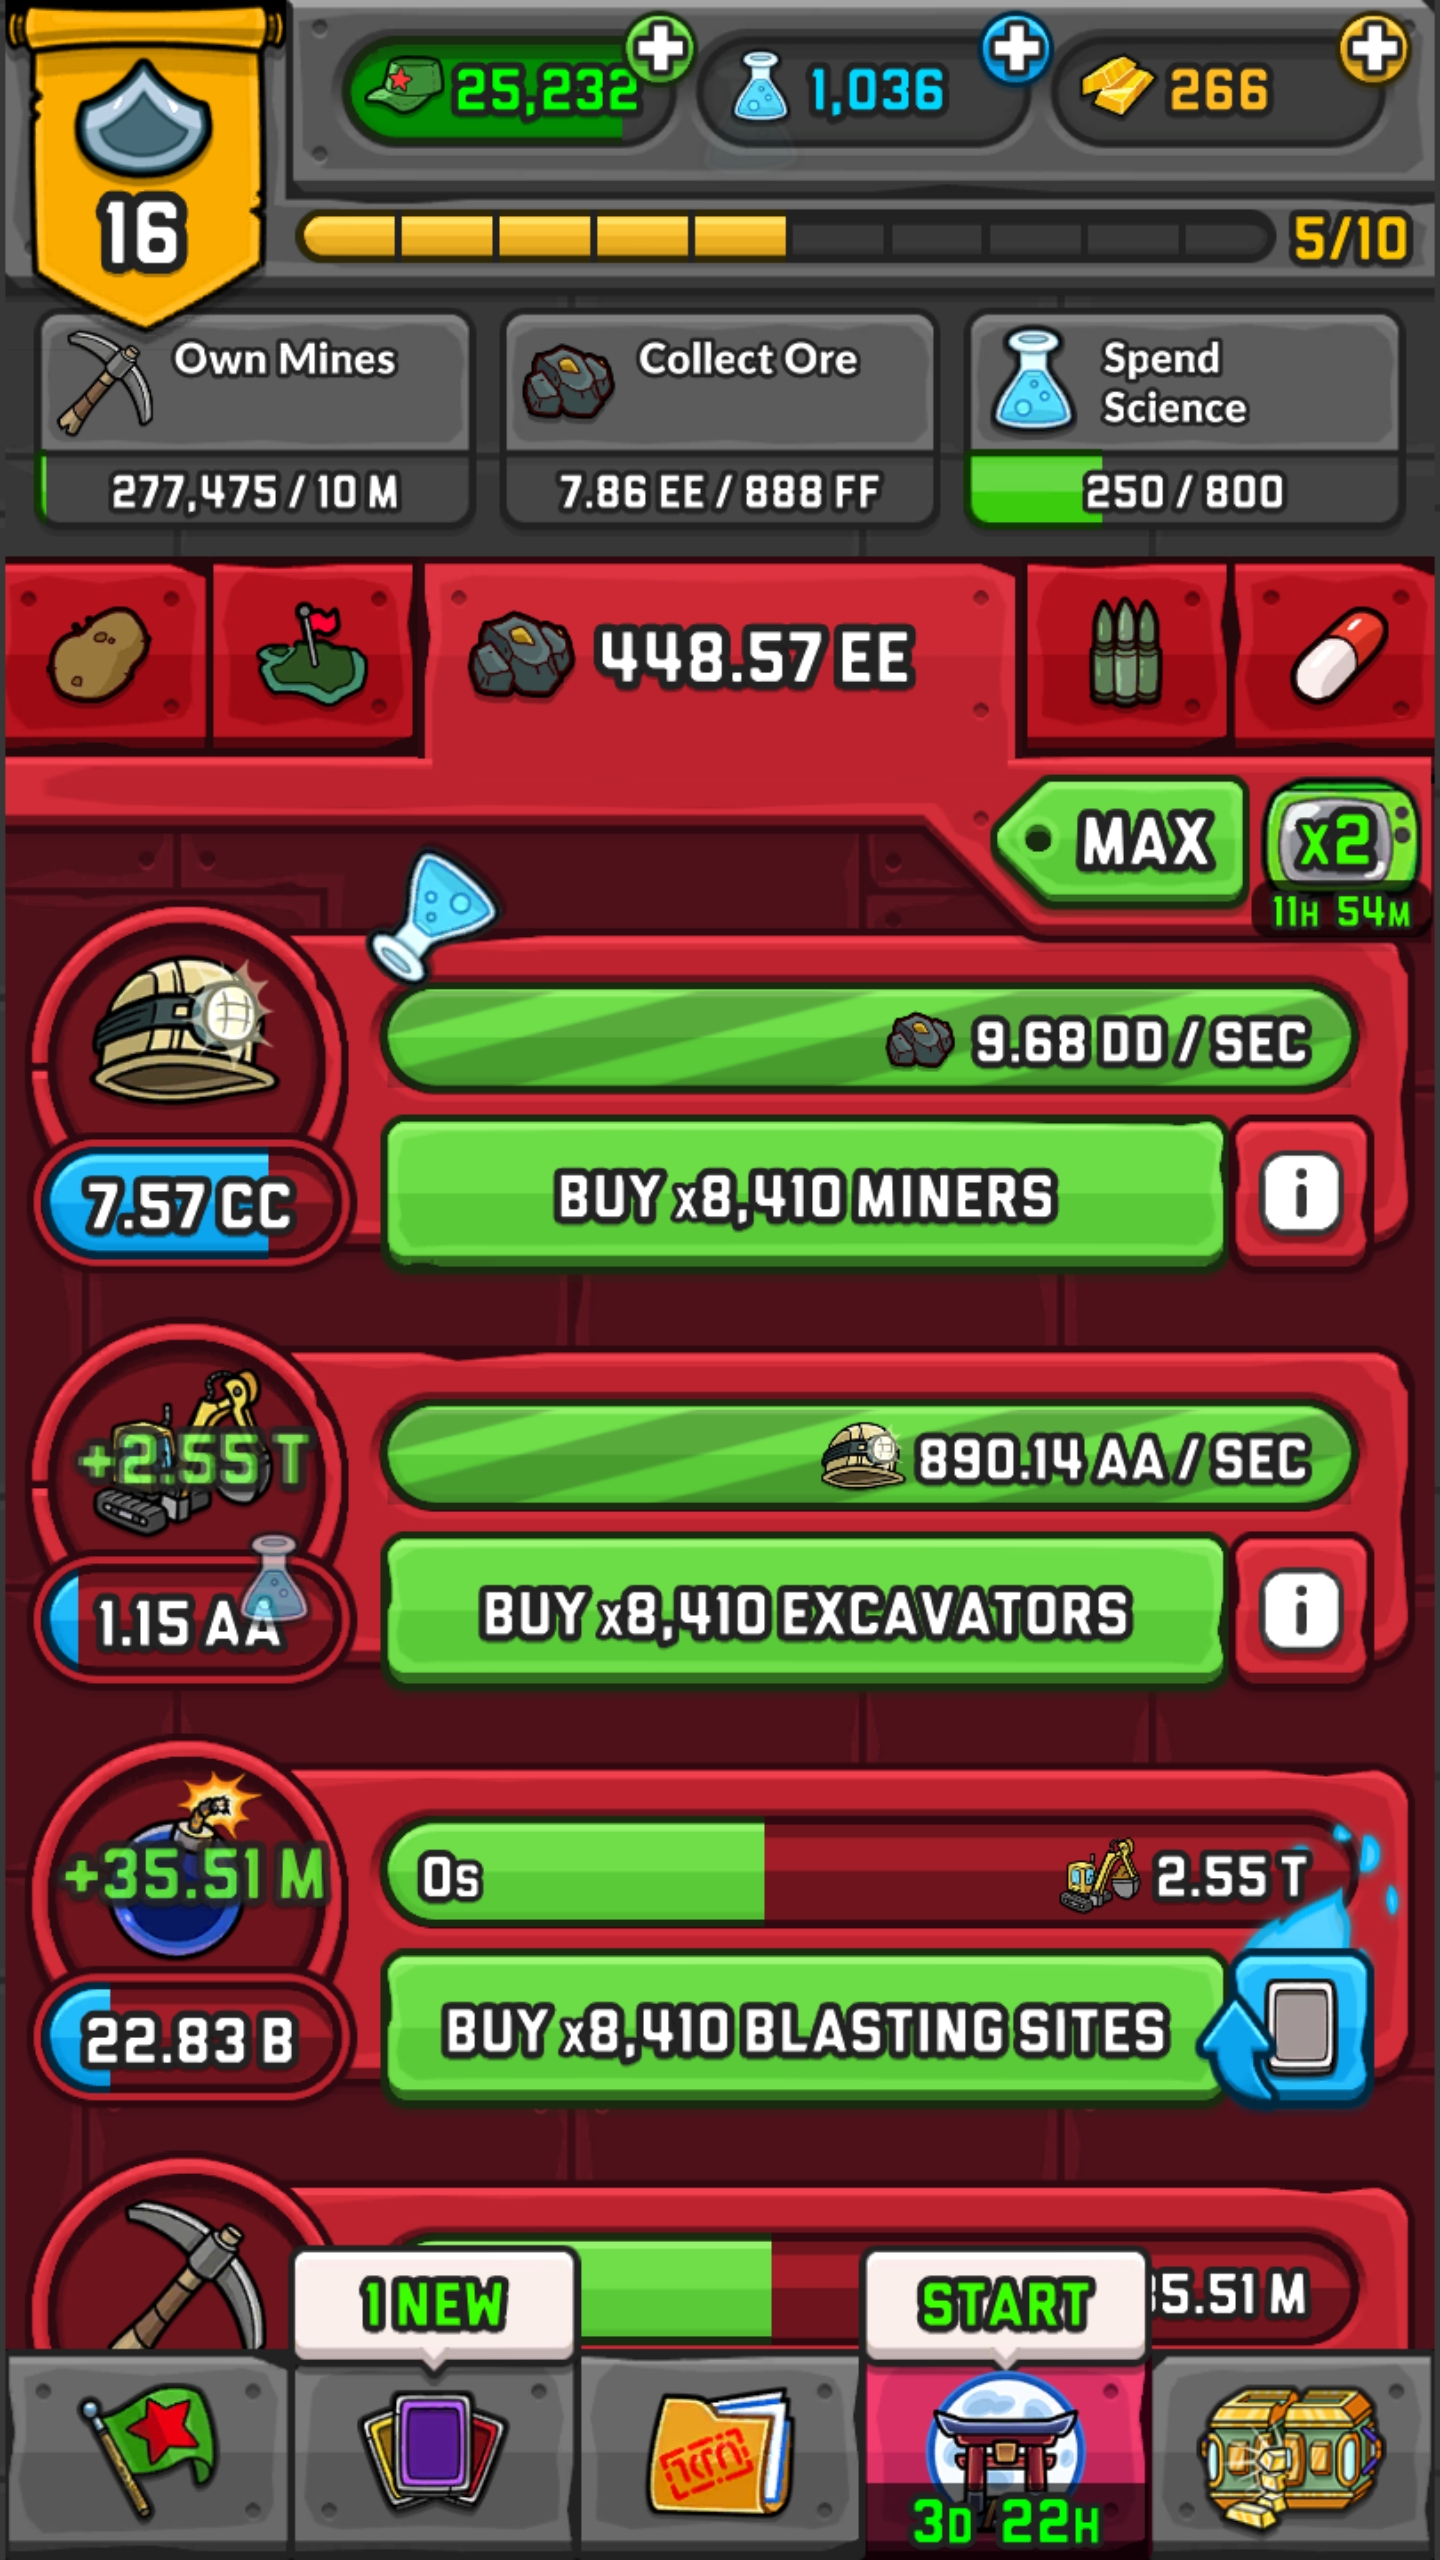 16
25,232
1,036
266
5/10
Own Mines
277,475 / 10 M
Collect Ore
7.86 EE / 888 FF
Spend
Science
250 / 800
448.57 EE
MAX
x2
11H 54M
9.68 DD / SEC
7.57 CC
BUY x8,410 MINERS
i
+2.55 T
890.14 AA / SEC
1.15 AA
BUY x8,410 EXCAVATORS
i
+35.51 M
0s
2.55 T
22.83 B
BUY x8,410 BLASTING SITES
1 NEW
START
5.51 M
3D 22H